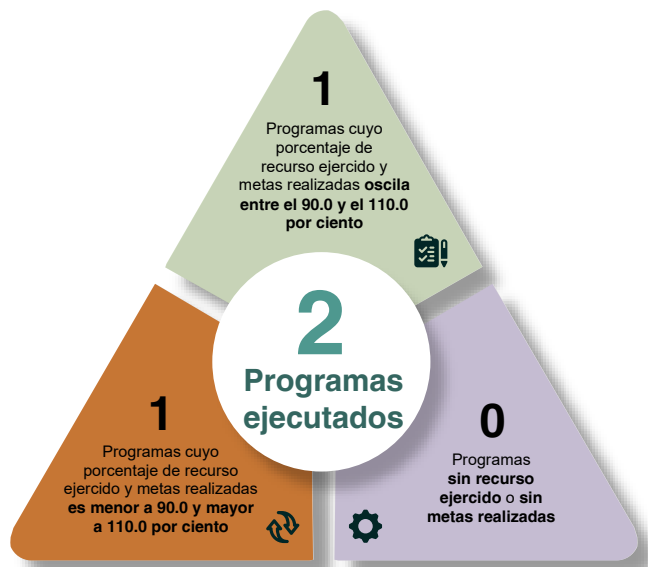 1
Programas cuyo
porcentaje de
recurso ejercido y
metas realizadas oscila
entre el 90.0 y el 110.0
por ciento
2
Programas
ejecutados
1
Programas cuyo
porcentaje de recurso
ejercido y metas realizadas
es menor a 90.0 y mayor
a 110.0 por ciento
0
Programas
sin recurso
ejercido o sin
metas realizadas